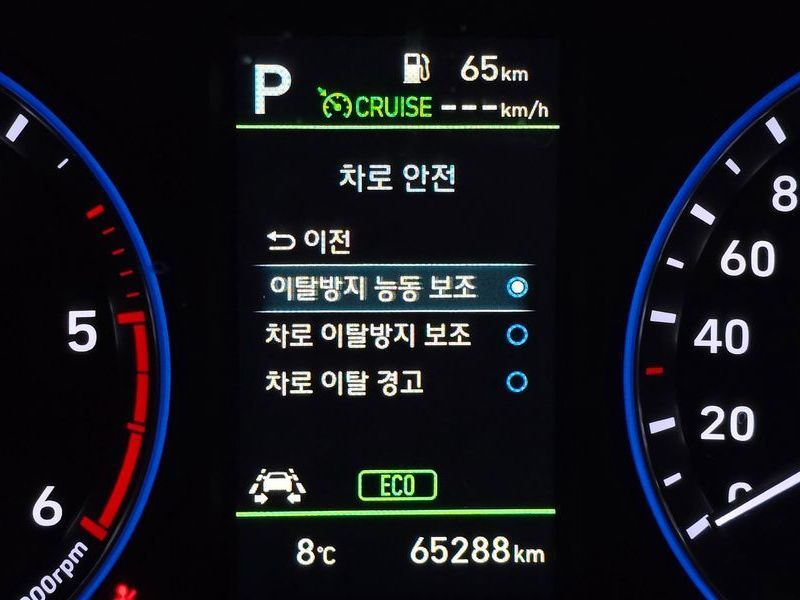 P
65km
CRUISE ---km/h
차로 안전
이전
이탈방지 능동 보조
차로 이탈방지 보조
차로 이탈 경고
ECO
8℃
65288km
5
6
000rpm
8
60
40
20
0